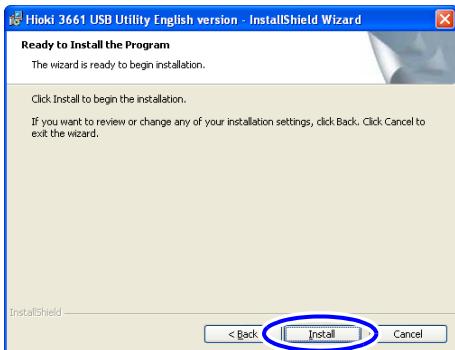 Hioki 3661 USB Utility English version - InstallShield Wizard
Ready to Install the Program
The wizard is ready to begin installation.
Click Install to begin the installation.
If you want to review or change any of your installation settings, click Back. Click Cancel to
exit the wizard.
InstallShield
< Back Install Cancel